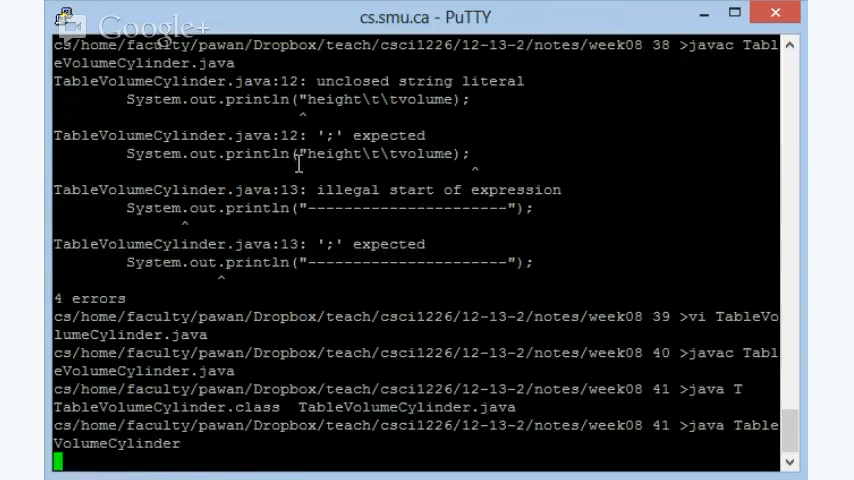 cs.smu.ca - PuTTY
Google+
cs/home/faculty/pawan/Dropbox/teach/csci1226/12-13-2/notes/week08 38 >javac Tabl
eVolumeCylinder.java
TableVolumeCylinder.java:12: unclosed string literal
        System.out.println("height\t\tvolume);
                           ^
TableVolumeCylinder.java:12: ';' expected
        System.out.println("height\t\tvolume);
                                              ^
TableVolumeCylinder.java:13: illegal start of expression
        System.out.println("----------------------");
              ^
TableVolumeCylinder.java:13: ';' expected
        System.out.println("----------------------");
                  ^
4 errors
cs/home/faculty/pawan/Dropbox/teach/csci1226/12-13-2/notes/week08 39 >vi TableVo
lumeCylinder.java
cs/home/faculty/pawan/Dropbox/teach/csci1226/12-13-2/notes/week08 40 >javac Tabl
eVolumeCylinder.java
cs/home/faculty/pawan/Dropbox/teach/csci1226/12-13-2/notes/week08 41 >java T
TableVolumeCylinder.class  TableVolumeCylinder.java
cs/home/faculty/pawan/Dropbox/teach/csci1226/12-13-2/notes/week08 41 >java Table
VolumeCylinder